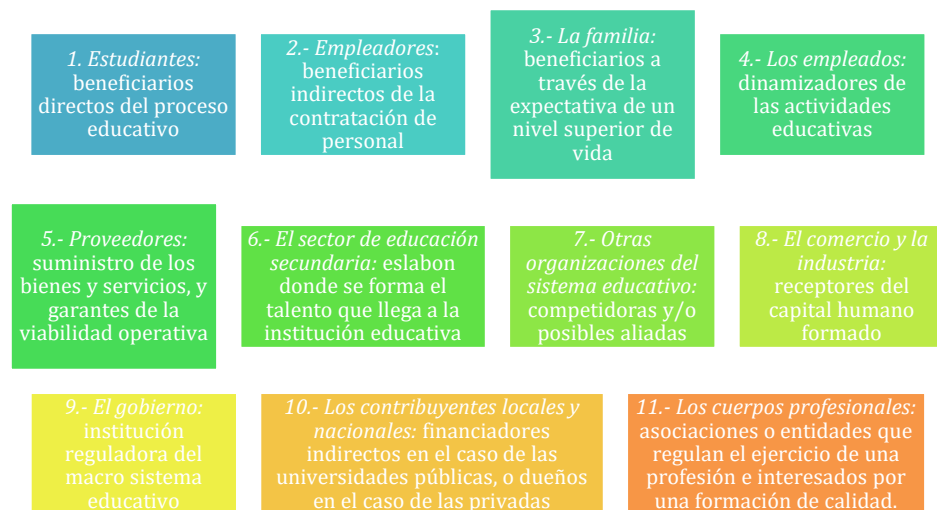 1. Estudiantes:
beneficiarios
directos del proceso
educativo
2.- Empleadores:
beneficiarios
indirectos de la
contratación de
personal
3.- La familia:
beneficiarios a
través de la
expectativa de un
nivel superior de
vida
4.- Los empleados:
dinamizadores de
las actividades
educativas
5.- Proveedores:
suministro de los
bienes y servicios, y
garantes de la
viabilidad operativa
6.- El sector de educación
secundaria: eslabon
donde se forma el
talento que llega a la
institución educativa
7.- Otras
organizaciones del
sistema educativo:
competidoras y/o
posibles aliadas
8.- El comercio y la
industria:
receptores del
capital humano
formado
9.- El gobierno:
institución
reguladora del
macro sistema
educativo
10.- Los contribuyentes locales y
nacionales: financiadores
indirectos en el caso de las
universidades públicas, o dueños
en el caso de las privadas
11.- Los cuerpos profesionales:
asociaciones o entidades que
regulan el ejercicio de una
profesión e interesados por
una formación de calidad.